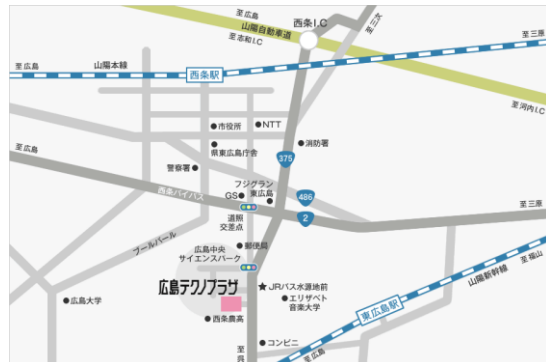 至広島
西条I.C
至三次
山陽自動車道
至志和I.C
至三原
至広島
山陽本線
西条駅
至河内I.C
市役所
NTT
消防署
県東広島庁舎
至広島
375
警察署
フジグラン
東広島
西条バイパス
GS
486
2
道照
交差点
至三原
ブールバール
郵便局
広島中央
サイエンスパーク
至福山
山陽新幹線
広島テクノプラザ
JRバス水源地前
広島大学
エリザベト
音楽大学
東広島駅
西条農高
コンビニ
至広島
至呉